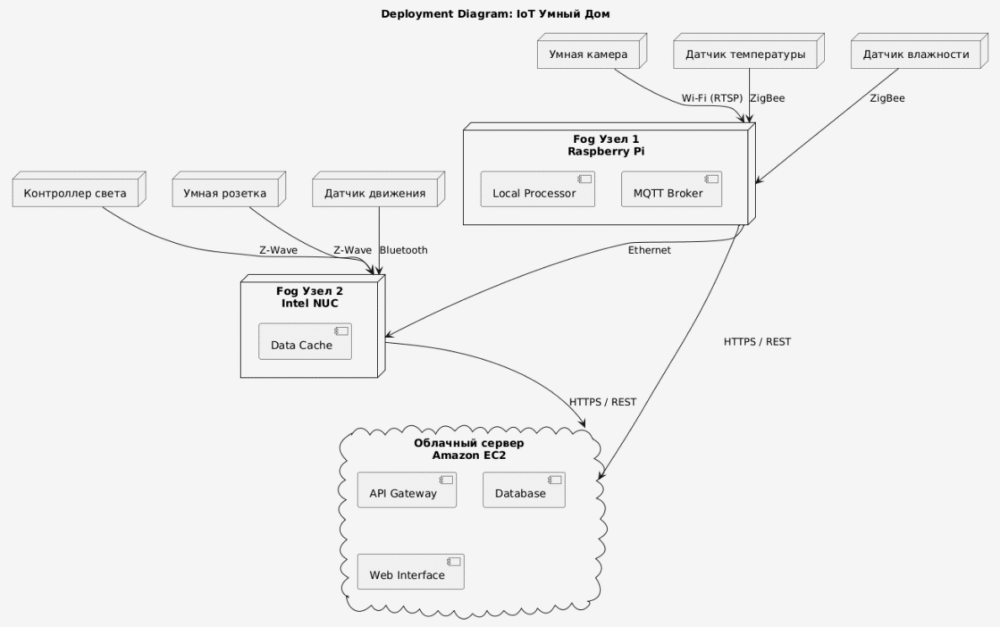 Deployment Diagram: IoT Умный Дом
Умная камера
Датчик температуры
Датчик влажности
Wi-Fi (RTSP)
ZigBee
ZigBee
Fog Узел 1
Raspberry Pi
Local Processor
MQTT Broker
Контроллер света
Умная розетка
Датчик движения
Z-Wave
Z-Wave
Bluetooth
Ethernet
Fog Узел 2
Intel NUC
Data Cache
HTTPS / REST
HTTPS / REST
Облачный сервер
Amazon EC2
API Gateway
Database
Web Interface